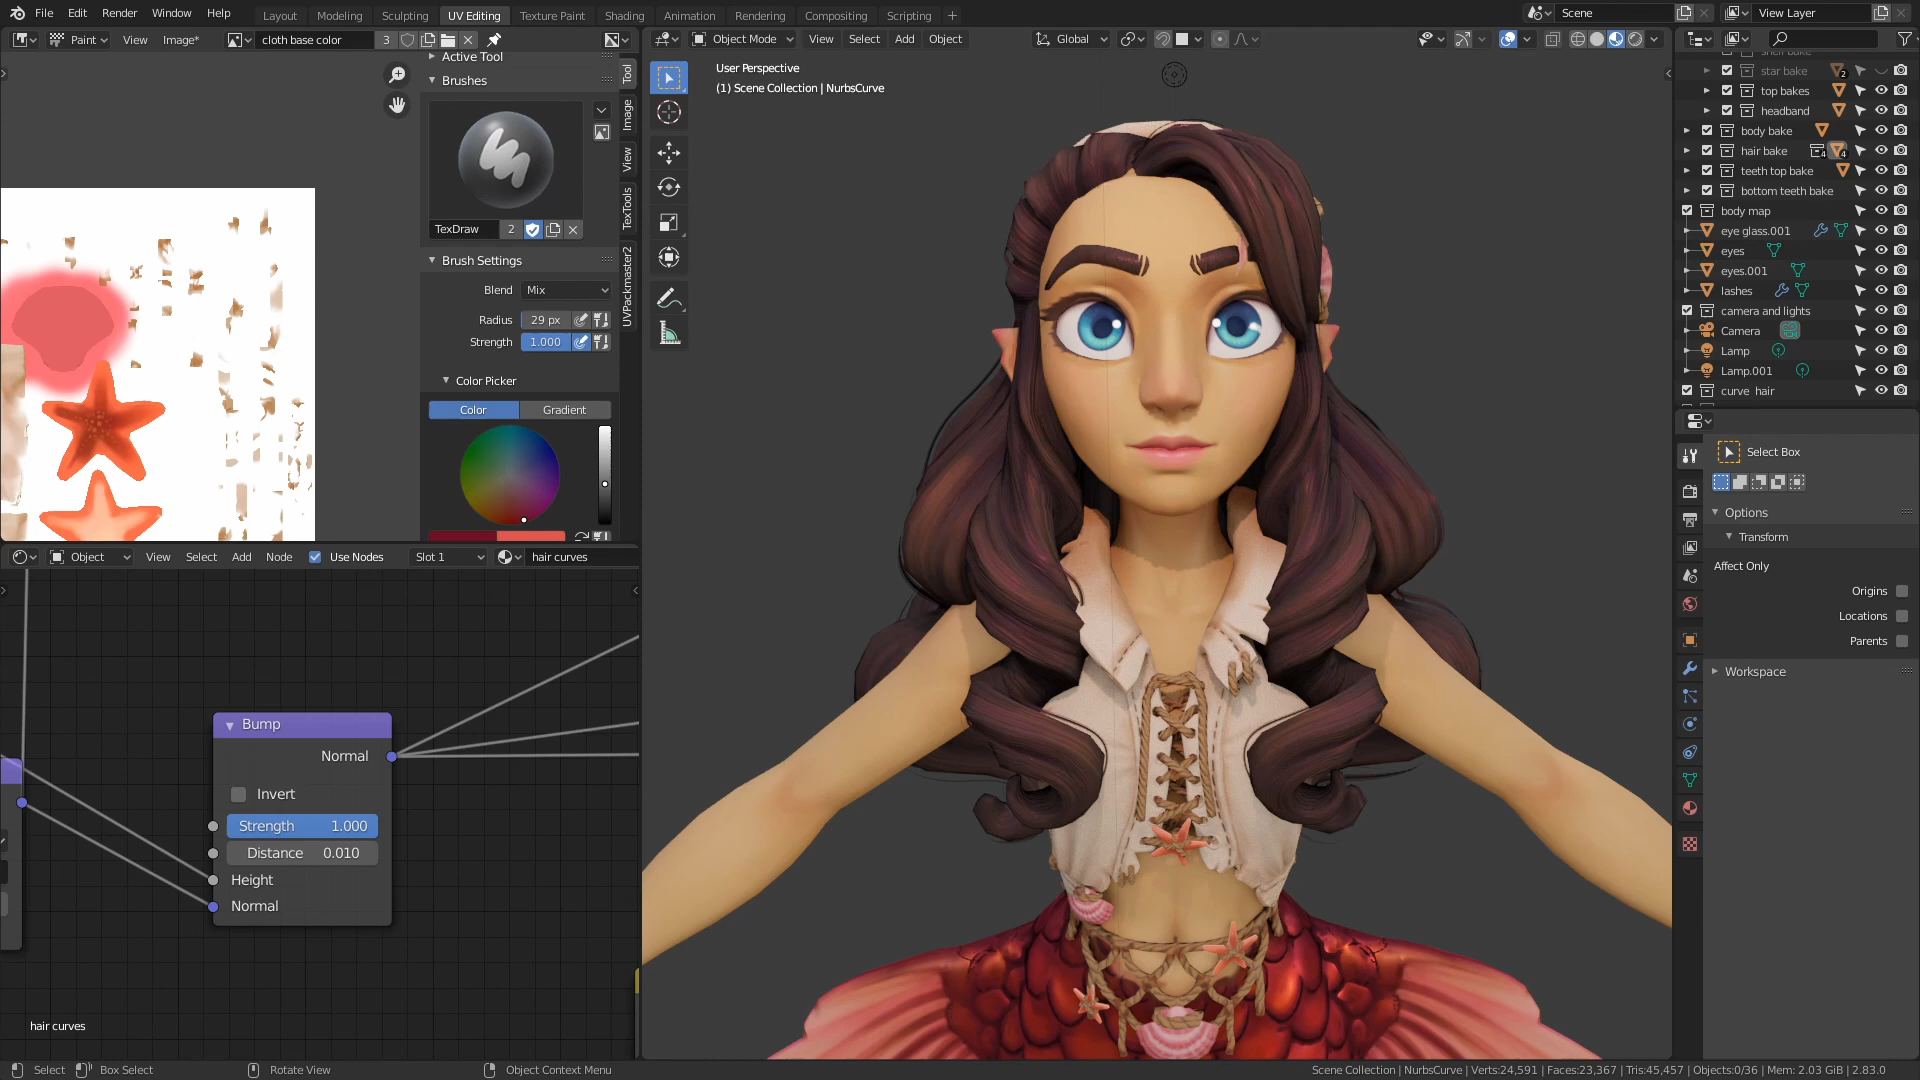 File Edit Render Window Help
Layout Modeling Sculpting UV Editing Texture Paint Shading Animation Rendering Compositing Scripting
Scene
View Layer
Paint View Image* cloth base color 3
Object Mode View Select Add Object Global
Active Tool
Brushes
TexDraw 2
Brush Settings
Blend Mix
Radius 29 px
Strength 1.000
Color Picker
Color Gradient
Tool
Image
View
TexTools
UVPackmaster2
User Perspective
(1) Scene Collection | NurbsCurve
star bake 2
top bakes
headband
body bake
hair bake 4 4
teeth top bake
bottom teeth bake
body map
eye glass.001
eyes
eyes.001
lashes
camera and lights
Camera
Lamp
Lamp.001
curve hair
Select Box
Options
Transform
Affect Only
Origins
Locations
Parents
Workspace
Object View Select Add Node Use Nodes Slot 1 hair curves
Bump
Normal
Invert
Strength 1.000
Distance 0.010
Height
Normal
hair curves
Select Box Select Rotate View Object Context Menu
Scene Collection | NurbsCurve | Verts:24,591 | Faces:23,367 | Tris:45,457 | Objects:0/36 | Mem: 2.03 GiB | 2.83.0